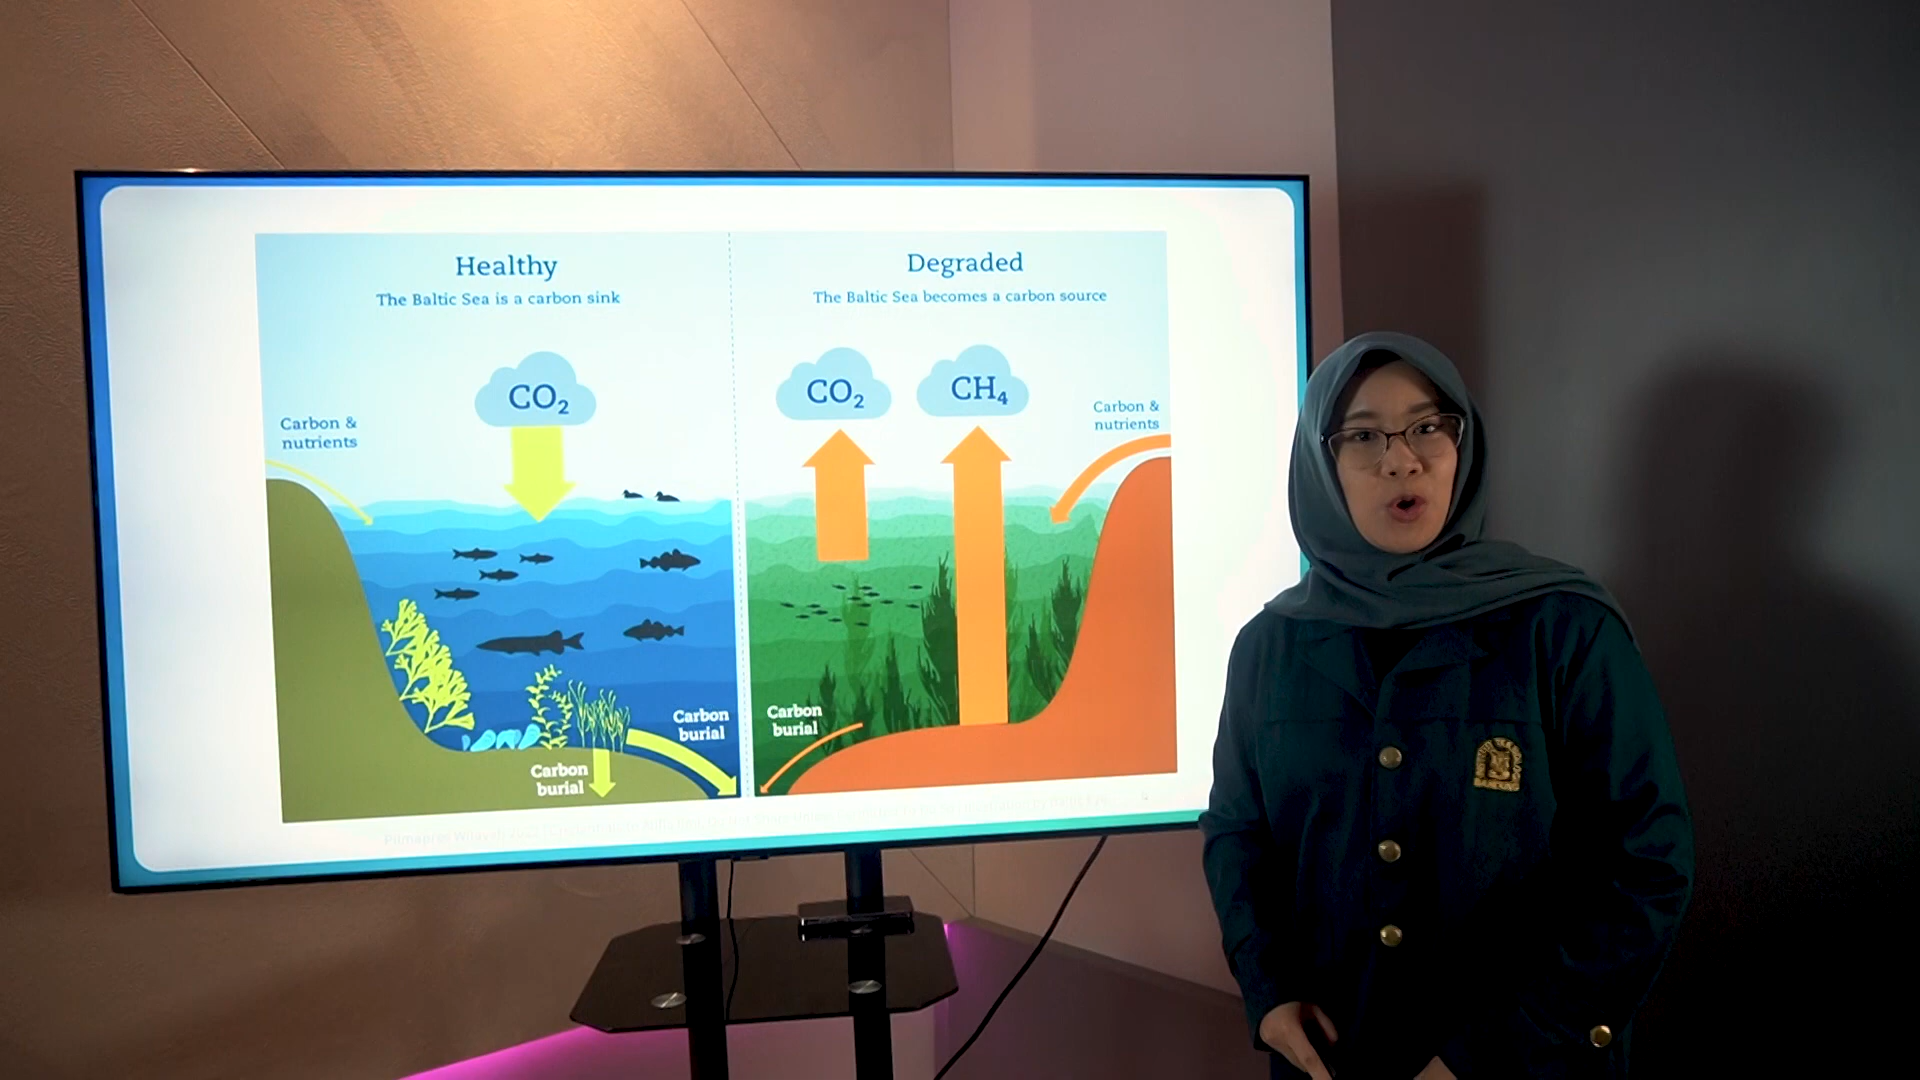 Healthy
The Baltic Sea is a carbon sink
CO₂
Carbon &
nutrients
Carbon
burial
Carbon
burial
Degraded
The Baltic Sea becomes a carbon source
CO₂
CH₄
Carbon &
nutrients
Carbon
burial